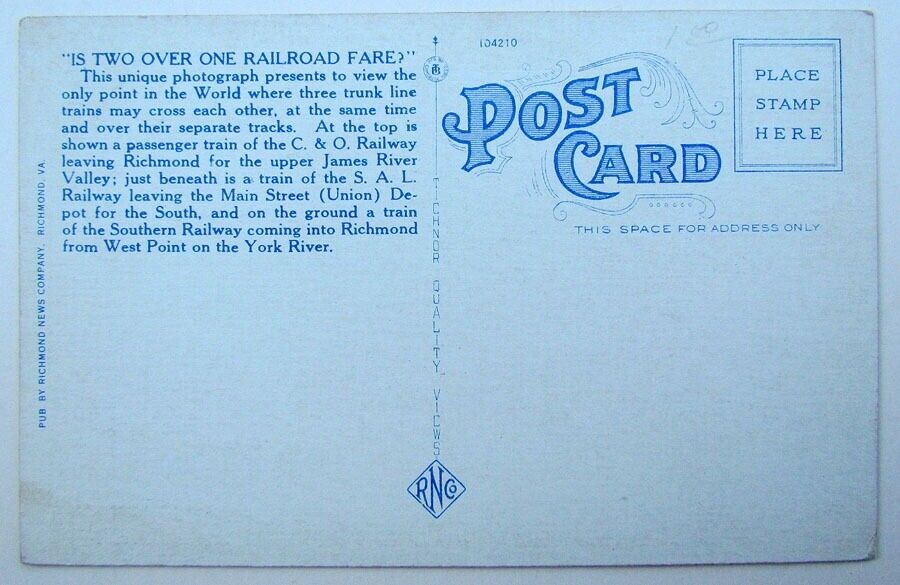 "IS TWO OVER ONE RAILROAD FARE?"
This unique photograph presents to view the
only point in the World where three trunk line
trains may cross each other, at the same time
and over their separate tracks. At the top is
shown a passenger train of the C. & O. Railway
leaving Richmond for the upper James River
Valley; just beneath is a train of the S. A. L.
Railway leaving the Main Street (Union) De-
pot for the South, and on the ground a train
of the Southern Railway coming into Richmond
from West Point on the York River.
PUB. BY RICHMOND NEWS COMPANY, RICHMOND, VA.
TICHNOR QUALITY VIEWS
RNCo
104210
1.00
POST
CARD
PLACE
STAMP
HERE
THIS SPACE FOR ADDRESS ONLY